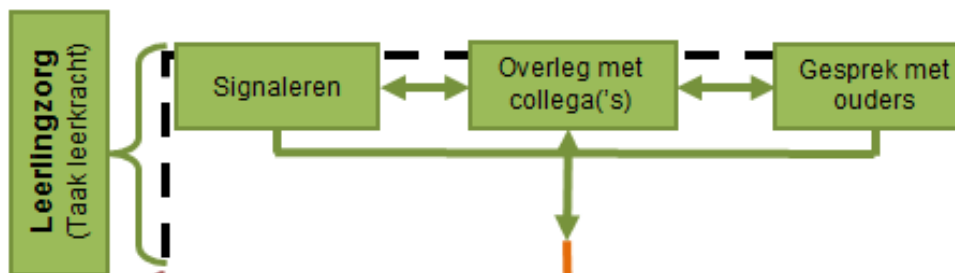 Leerlingzorg
(Taak leerkracht)
Signaleren
Overleg met
collega('s)
Gesprek met
ouders